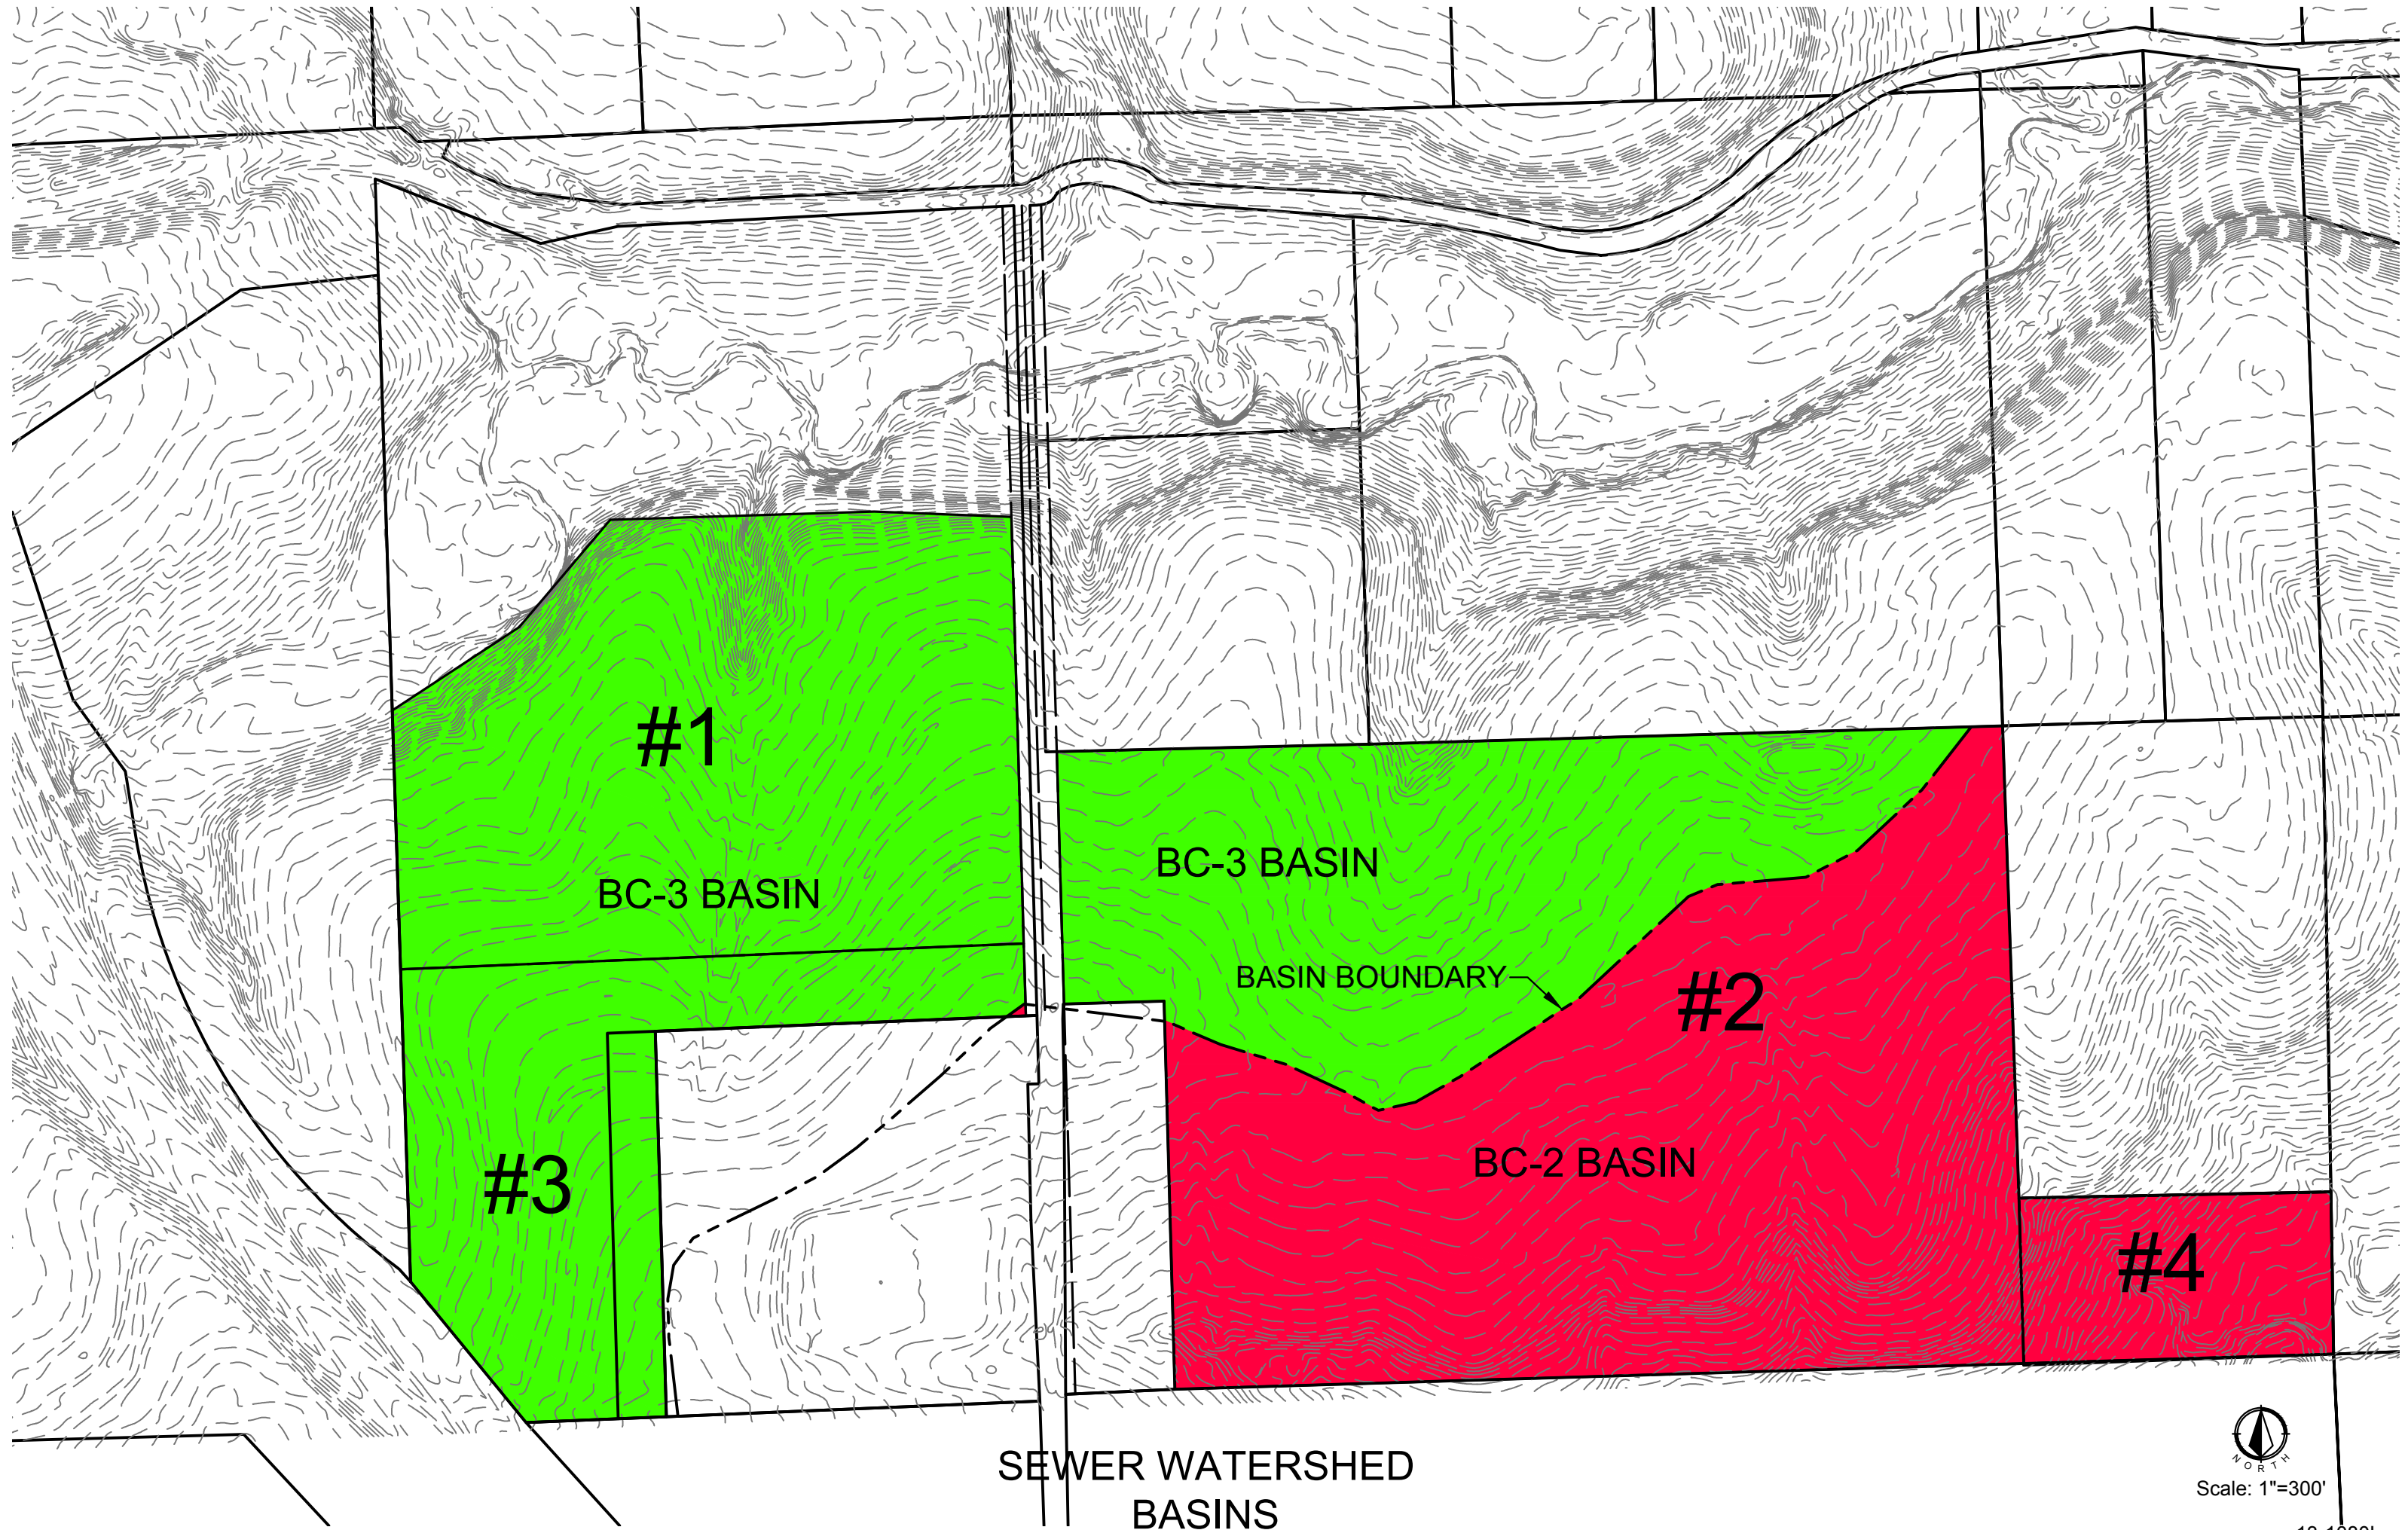 #1
BC-3 BASIN
BC-3 BASIN
BASIN BOUNDARY
#2
#3
BC-2 BASIN
#4
SEWER WATERSHED
BASINS
NORTH
Scale: 1"=300'